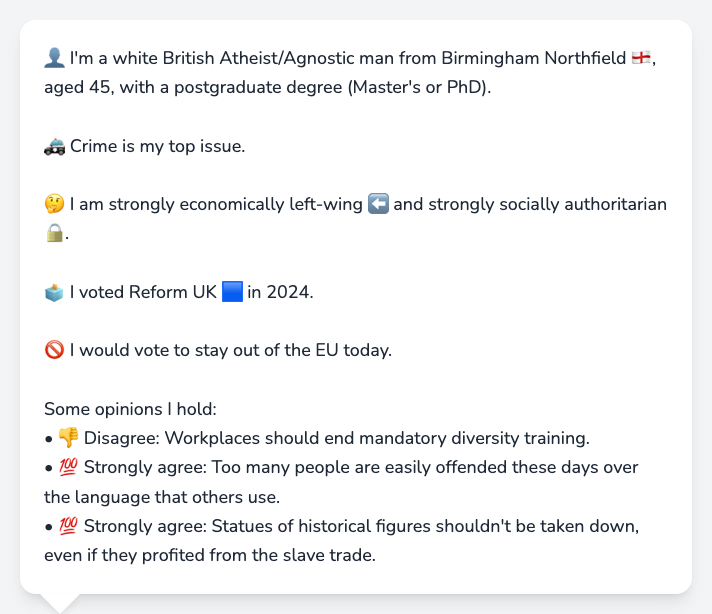 👤 I'm a white British Atheist/Agnostic man from Birmingham Northfield 🏴󠁧󠁢󠁥󠁮󠁧󠁿,
aged 45, with a postgraduate degree (Master's or PhD).
🚓 Crime is my top issue.
🤔 I am strongly economically left-wing ⬅️ and strongly socially authoritarian
🔒.
🗳️ I voted Reform UK 🟦 in 2024.
🚫 I would vote to stay out of the EU today.
Some opinions I hold:
• 👎 Disagree: Workplaces should end mandatory diversity training.
• 💯 Strongly agree: Too many people are easily offended these days over
the language that others use.
• 💯 Strongly agree: Statues of historical figures shouldn't be taken down,
even if they profited from the slave trade.